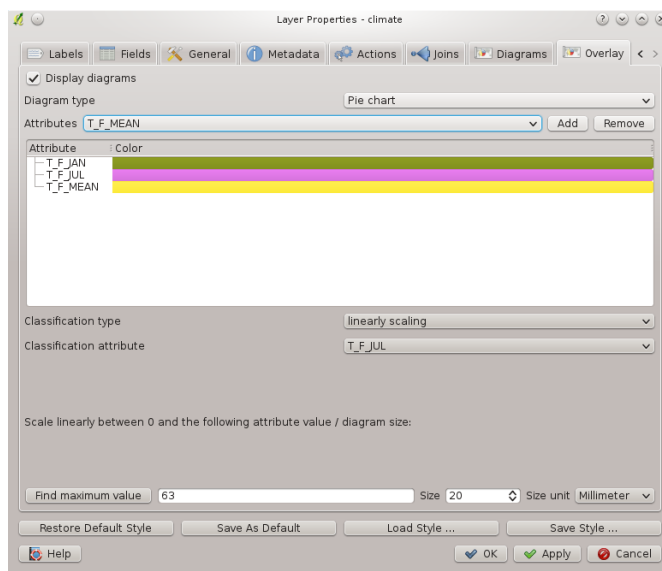 Layer Properties - climate
Labels Fields General Metadata Actions Joins Diagrams Overlay
Display diagrams
Diagram type Pie chart
Attributes T_F_MEAN Add Remove
Attribute Color
T_F_JAN
T_F_JUL
T_F_MEAN
Classification type linearly scaling
Classification attribute T_F_JUL
Scale linearly between 0 and the following attribute value / diagram size:
Find maximum value 63 Size 20 Size unit Millimeter
Restore Default Style Save As Default Load Style ... Save Style ...
Help OK Apply Cancel